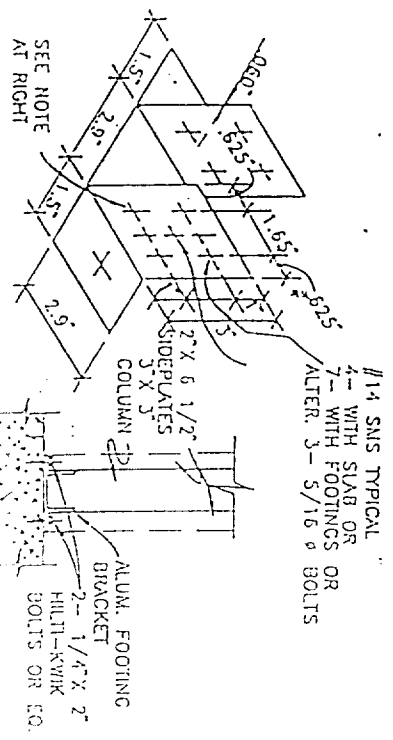 #14 SNS TYPICAL
4- WITH SLAB OR
7- WITH FOOTINGS OR
ALTER. 3- 5/16 ø BOLTS
.060"
.625"
1.65"
.625"
3"
1.5"
2.9"
1.5"
2.9"
SEE NOTE
AT RIGHT
2" X 6 1/2"
SIDEPLATES
3" X 3"
COLUMN
ALUM. FOOTING
BRACKET
2- 1/4" X 2"
HILTI-KWIK
BOLTS OR EQ.